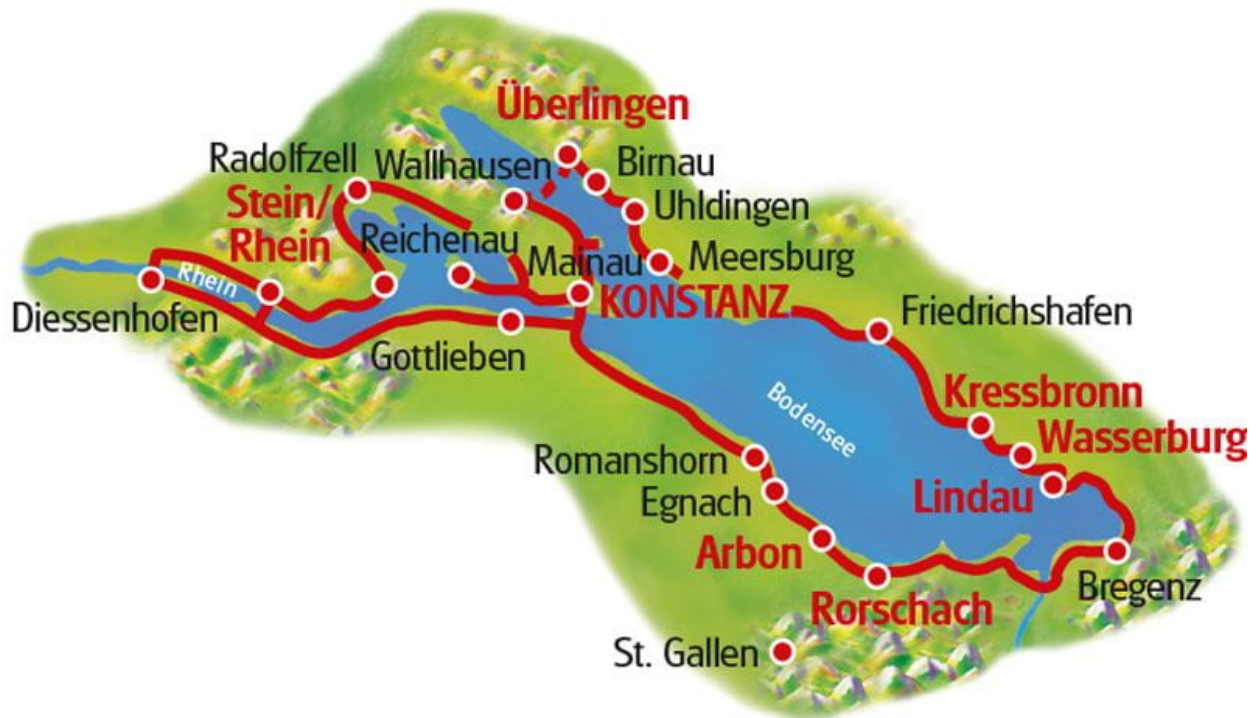 Überlingen
Radolfzell
Wallhausen
Birnau
Stein/
Rhein
Uhldingen
Reichenau
Mainau
Meersburg
Rhein
KONSTANZ
Diessenhofen
Friedrichshafen
Gottlieben
Kressbronn
Bodensee
Wasserburg
Romanshorn
Egnach
Lindau
Arbon
Bregenz
Rorschach
St. Gallen